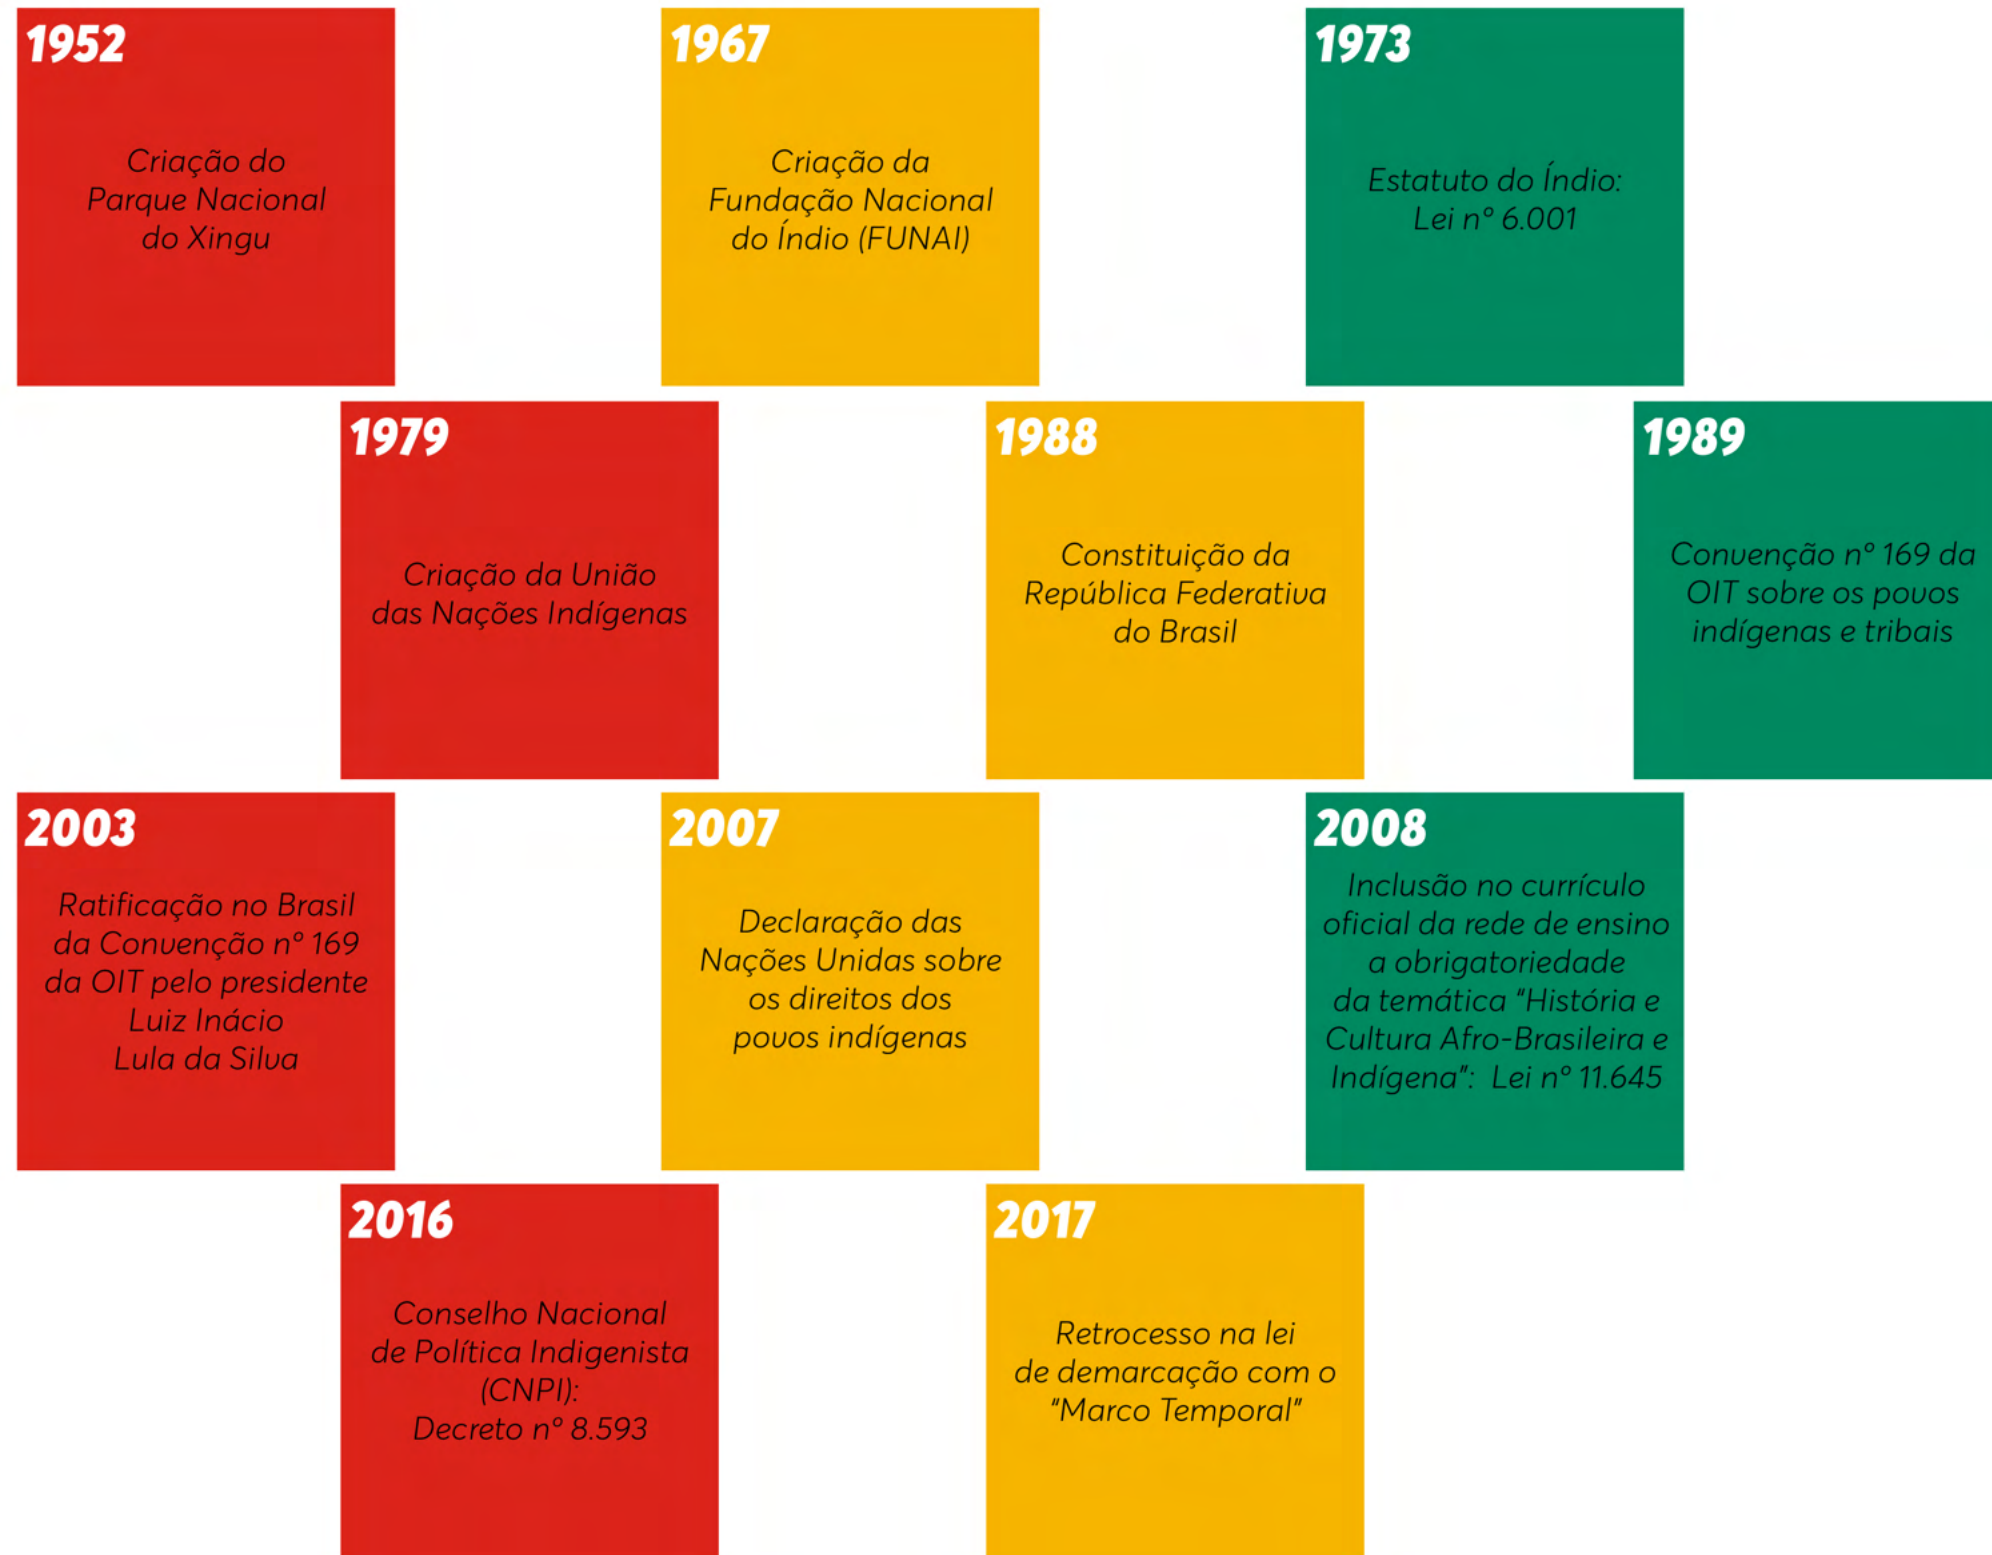 1952
Criação do
Parque Nacional
do Xingu
1967
Criação da
Fundação Nacional
do Índio (FUNAI)
1973
Estatuto do Índio:
Lei nº 6.001
1979
Criação da União
das Nações Indígenas
1988
Constituição da
República Federativa
do Brasil
1989
Convenção nº 169 da
OIT sobre os povos
indígenas e tribais
2003
Ratificação no Brasil
da Convenção nº 169
da OIT pelo presidente
Luiz Inácio
Lula da Silva
2007
Declaração das
Nações Unidas sobre
os direitos dos
povos indígenas
2008
Inclusão no currículo
oficial da rede de ensino
a obrigatoriedade
da temática "História e
Cultura Afro-Brasileira e
Indígena": Lei nº 11.645
2016
Conselho Nacional
de Política Indigenista
(CNPI):
Decreto nº 8.593
2017
Retrocesso na lei
de demarcação com o
"Marco Temporal"